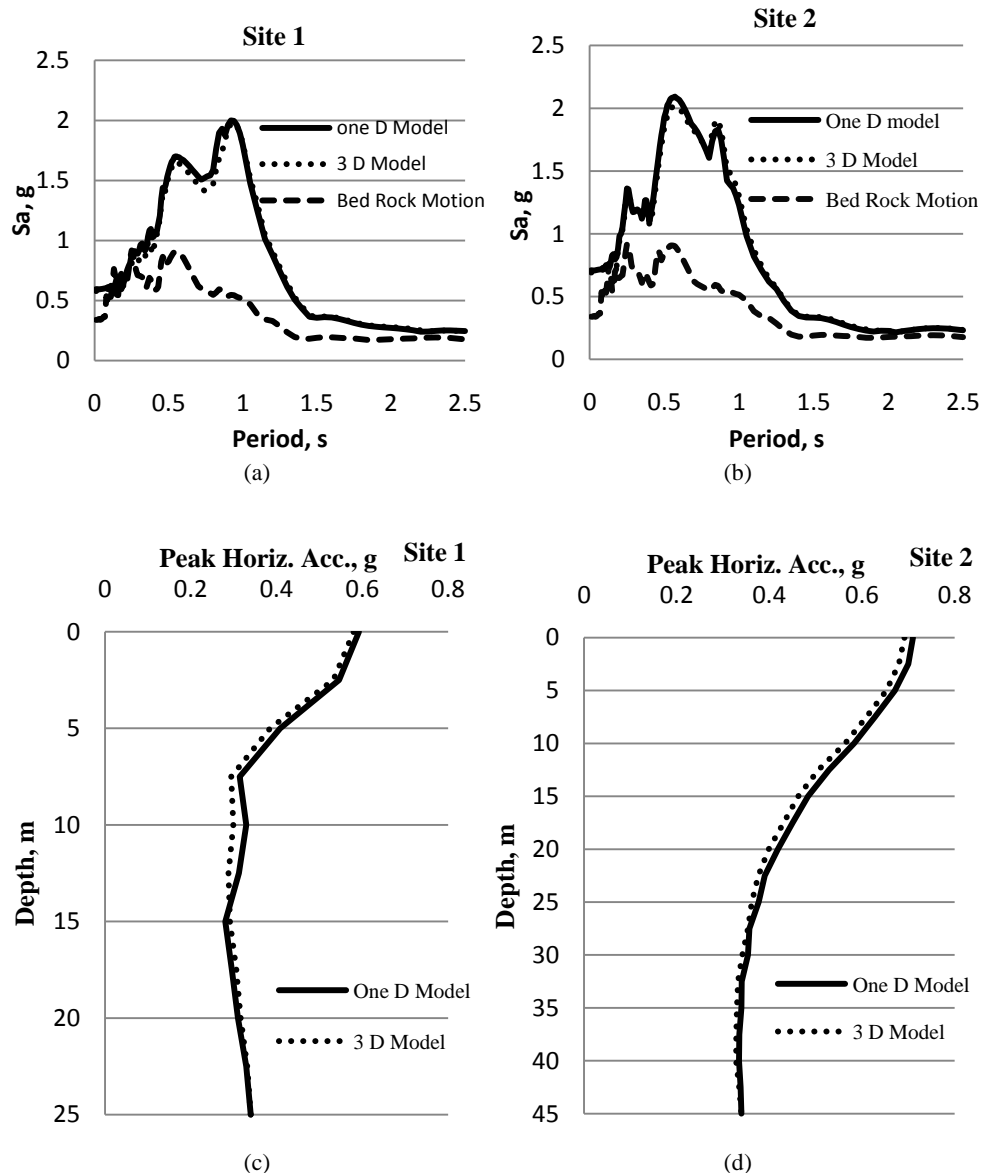 Site 1
2.5
2
1.5
1
0.5
0
Sa, g
one D Model
3 D Model
Bed Rock Motion
0 0.5 1 1.5 2 2.5
Period, s
(a)
Site 2
2.5
2
1.5
1
0.5
0
Sa, g
One D model
3 D Model
Bed Rock Motion
0 0.5 1 1.5 2 2.5
Period, s
(b)
Peak Horiz. Acc., g Site 1
0 0.2 0.4 0.6 0.8
0
5
10
15
20
25
Depth, m
One D Model
3 D Model
(c)
Peak Horiz. Acc., g Site 2
0 0.2 0.4 0.6 0.8
0
5
10
15
20
25
30
35
40
45
Depth, m
One D Model
3 D Model
(d)